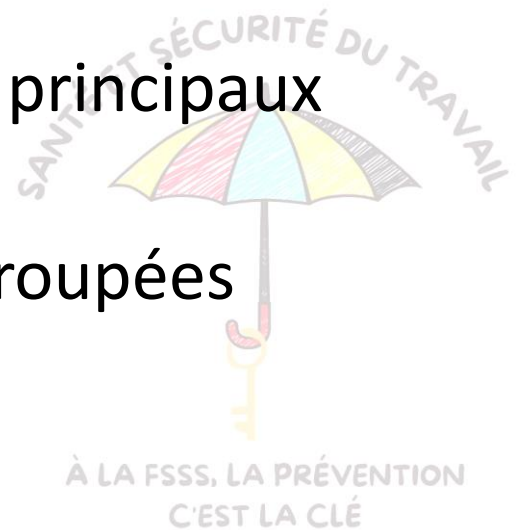 SANTÉ ET SÉCURITÉ DU TRAVAIL
principaux
roupées
À LA FSSS, LA PRÉVENTION
C'EST LA CLÉ